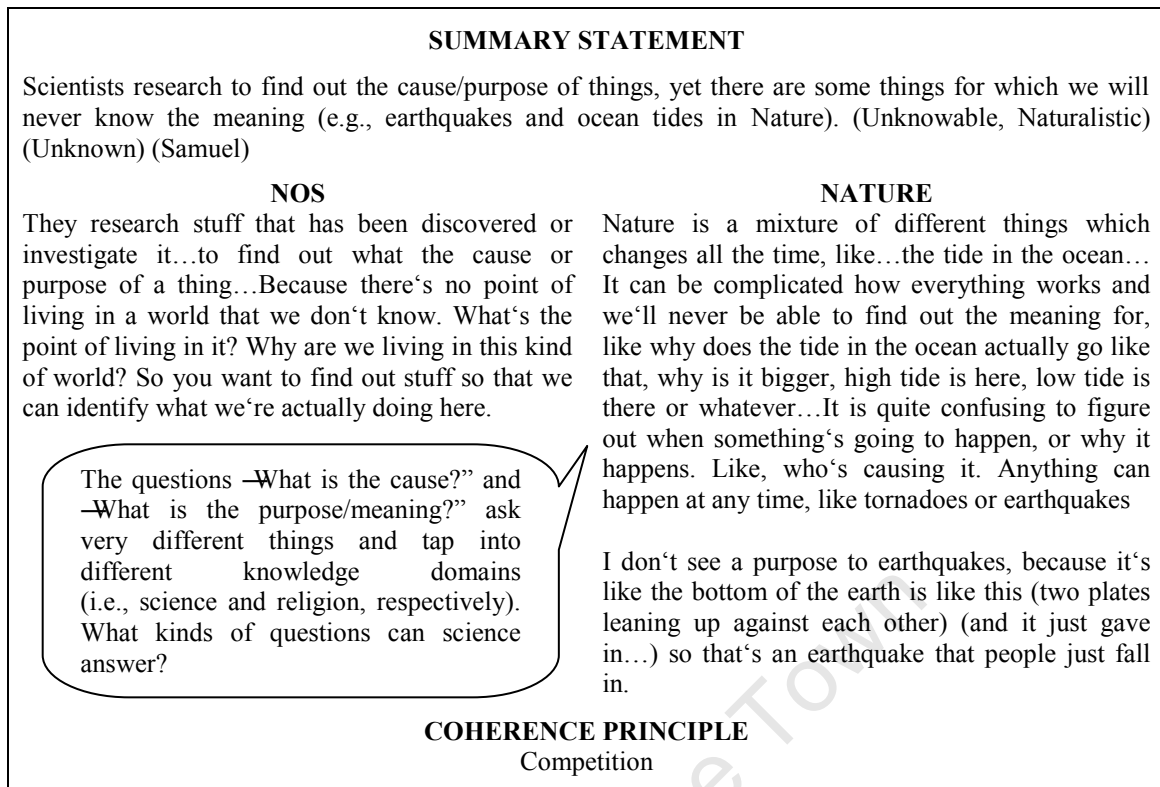 SUMMARY STATEMENT
Scientists research to find out the cause/purpose of things, yet there are some things for which we will
never know the meaning (e.g., earthquakes and ocean tides in Nature). (Unknowable, Naturalistic)
(Unknown) (Samuel)
NOS
They research stuff that has been discovered or
investigate it…to find out what the cause or
purpose of a thing…Because there‘s no point of
living in a world that we don‘t know. What‘s the
point of living in it? Why are we living in this kind
of world? So you want to find out stuff so that we
can identify what we‘re actually doing here.
The questions ―What is the cause?” and
―What is the purpose/meaning?” ask
very different things and tap into
different knowledge domains
(i.e., science and religion, respectively).
What kinds of questions can science
answer?
NATURE
Nature is a mixture of different things which
changes all the time, like…the tide in the ocean…
It can be complicated how everything works and
we‘ll never be able to find out the meaning for,
like why does the tide in the ocean actually go like
that, why is it bigger, high tide is here, low tide is
there or whatever…It is quite confusing to figure
out when something‘s going to happen, or why it
happens. Like, who‘s causing it. Anything can
happen at any time, like tornadoes or earthquakes
I don‘t see a purpose to earthquakes, because it‘s
like the bottom of the earth is like this (two plates
leaning up against each other) (and it just gave
in…) so that‘s an earthquake that people just fall
in.
COHERENCE PRINCIPLE
Competition
e Town